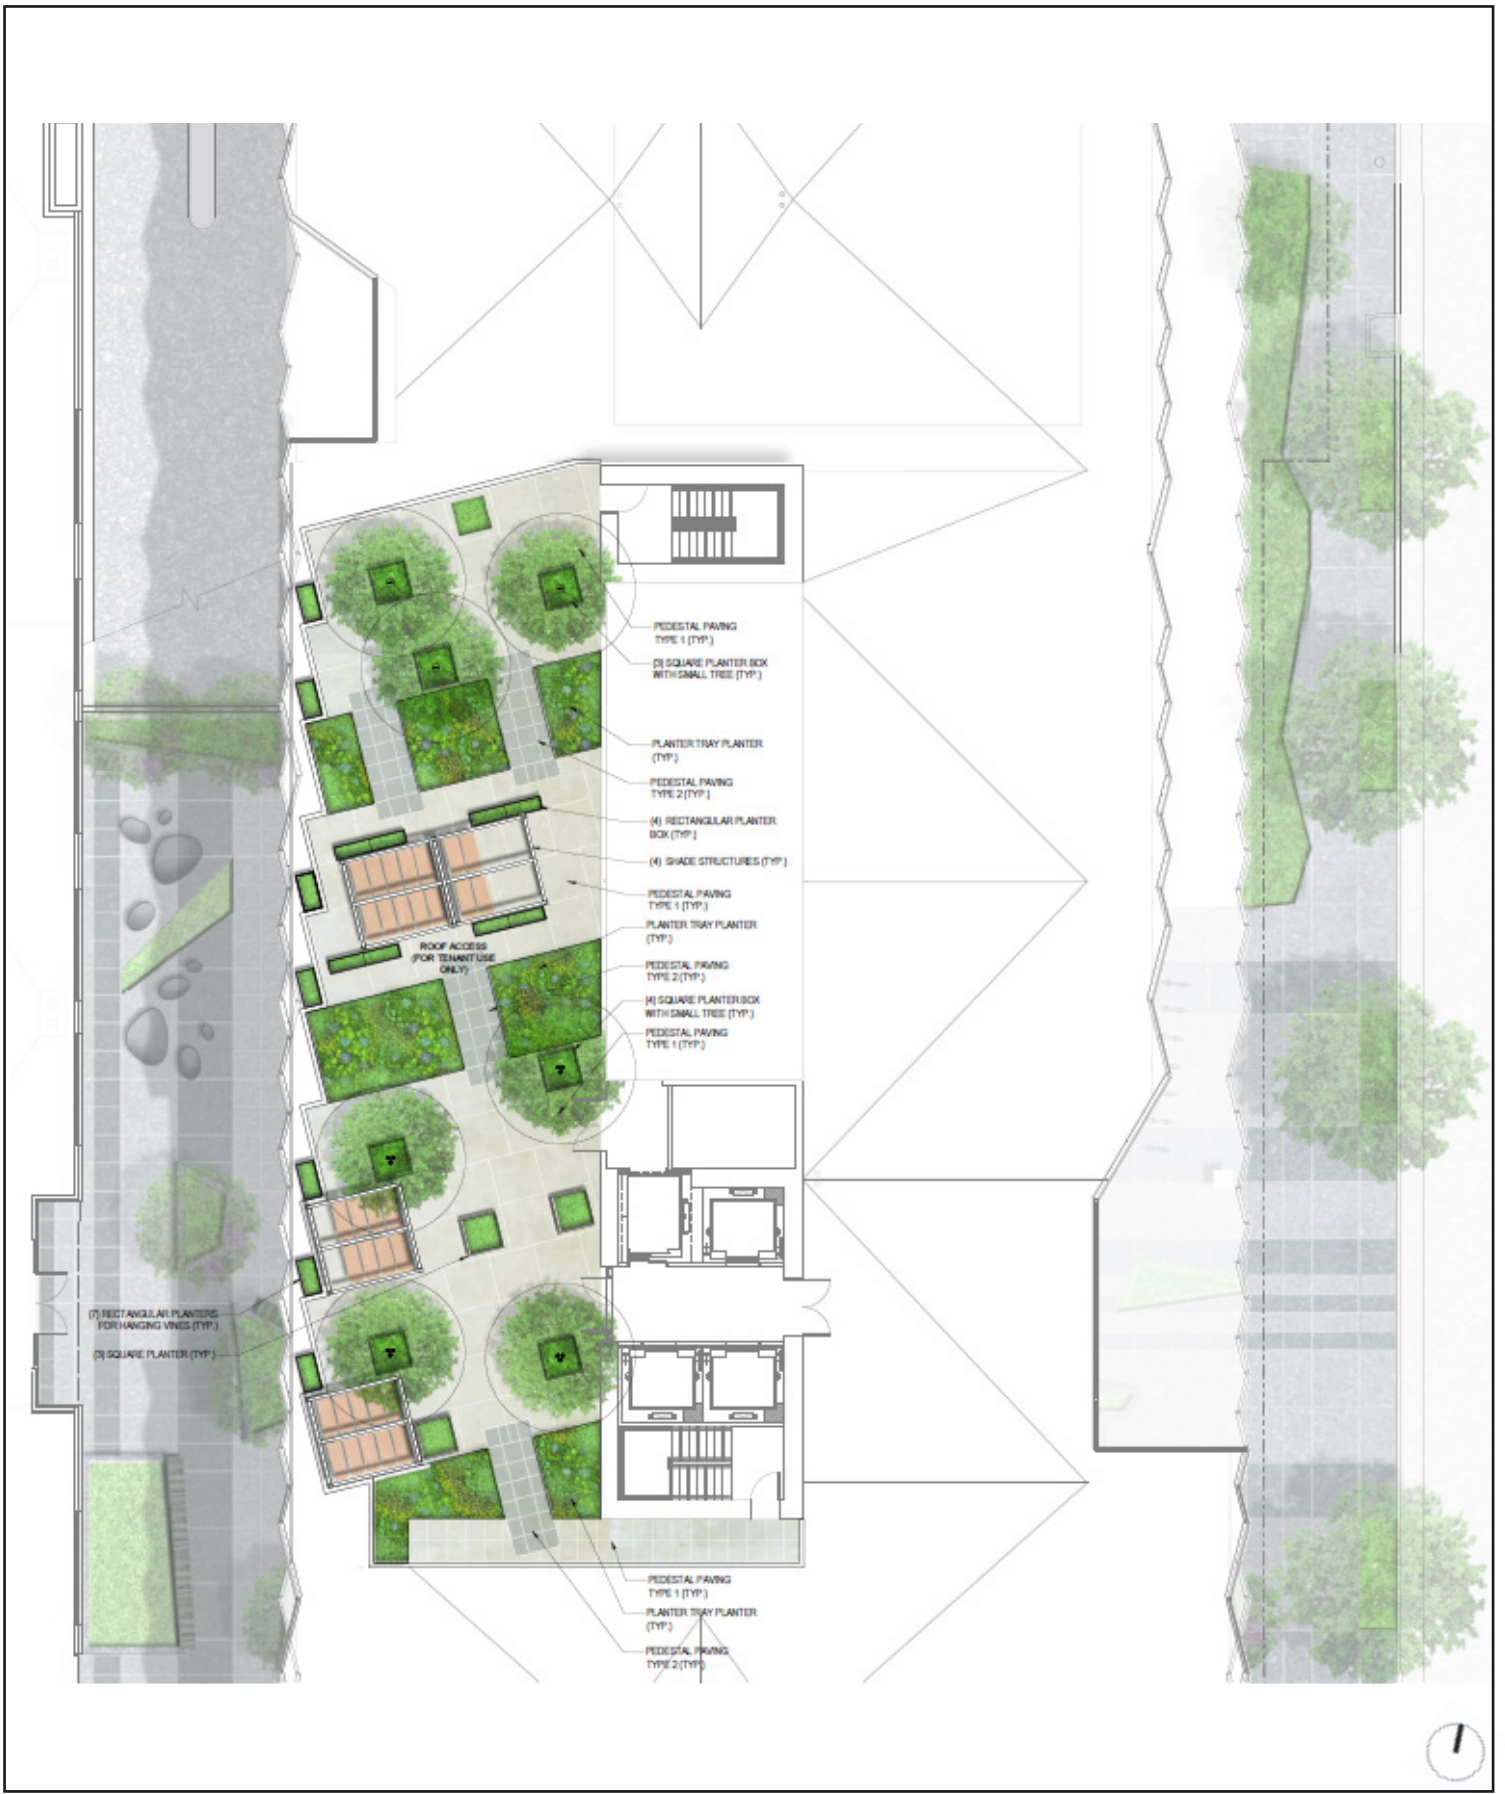 PEDESTAL PAVING
TYPE 1 (TYP.)
(3) SQUARE PLANTER BOX
WITH SMALL TREE (TYP.)
PLANTER TRAY PLANTER
(TYP.)
PEDESTAL PAVING
TYPE 2 (TYP.)
(4) RECTANGULAR PLANTER
BOX (TYP.)
(4) SHADE STRUCTURES (TYP.)
PEDESTAL PAVING
TYPE 1 (TYP.)
PLANTER TRAY PLANTER
(TYP.)
ROOF ACCESS
(FOR TENANT USE
ONLY)
PEDESTAL PAVING
TYPE 2 (TYP.)
(4) SQUARE PLANTER BOX
WITH SMALL TREE (TYP.)
PEDESTAL PAVING
TYPE 1 (TYP.)
(7) RECTANGULAR PLANTERS
FOR HANGING VINES (TYP.)
(3) SQUARE PLANTER (TYP.)
PEDESTAL PAVING
TYPE 1 (TYP.)
PLANTER TRAY PLANTER
(TYP.)
PEDESTAL PAVING
TYPE 2 (TYP.)